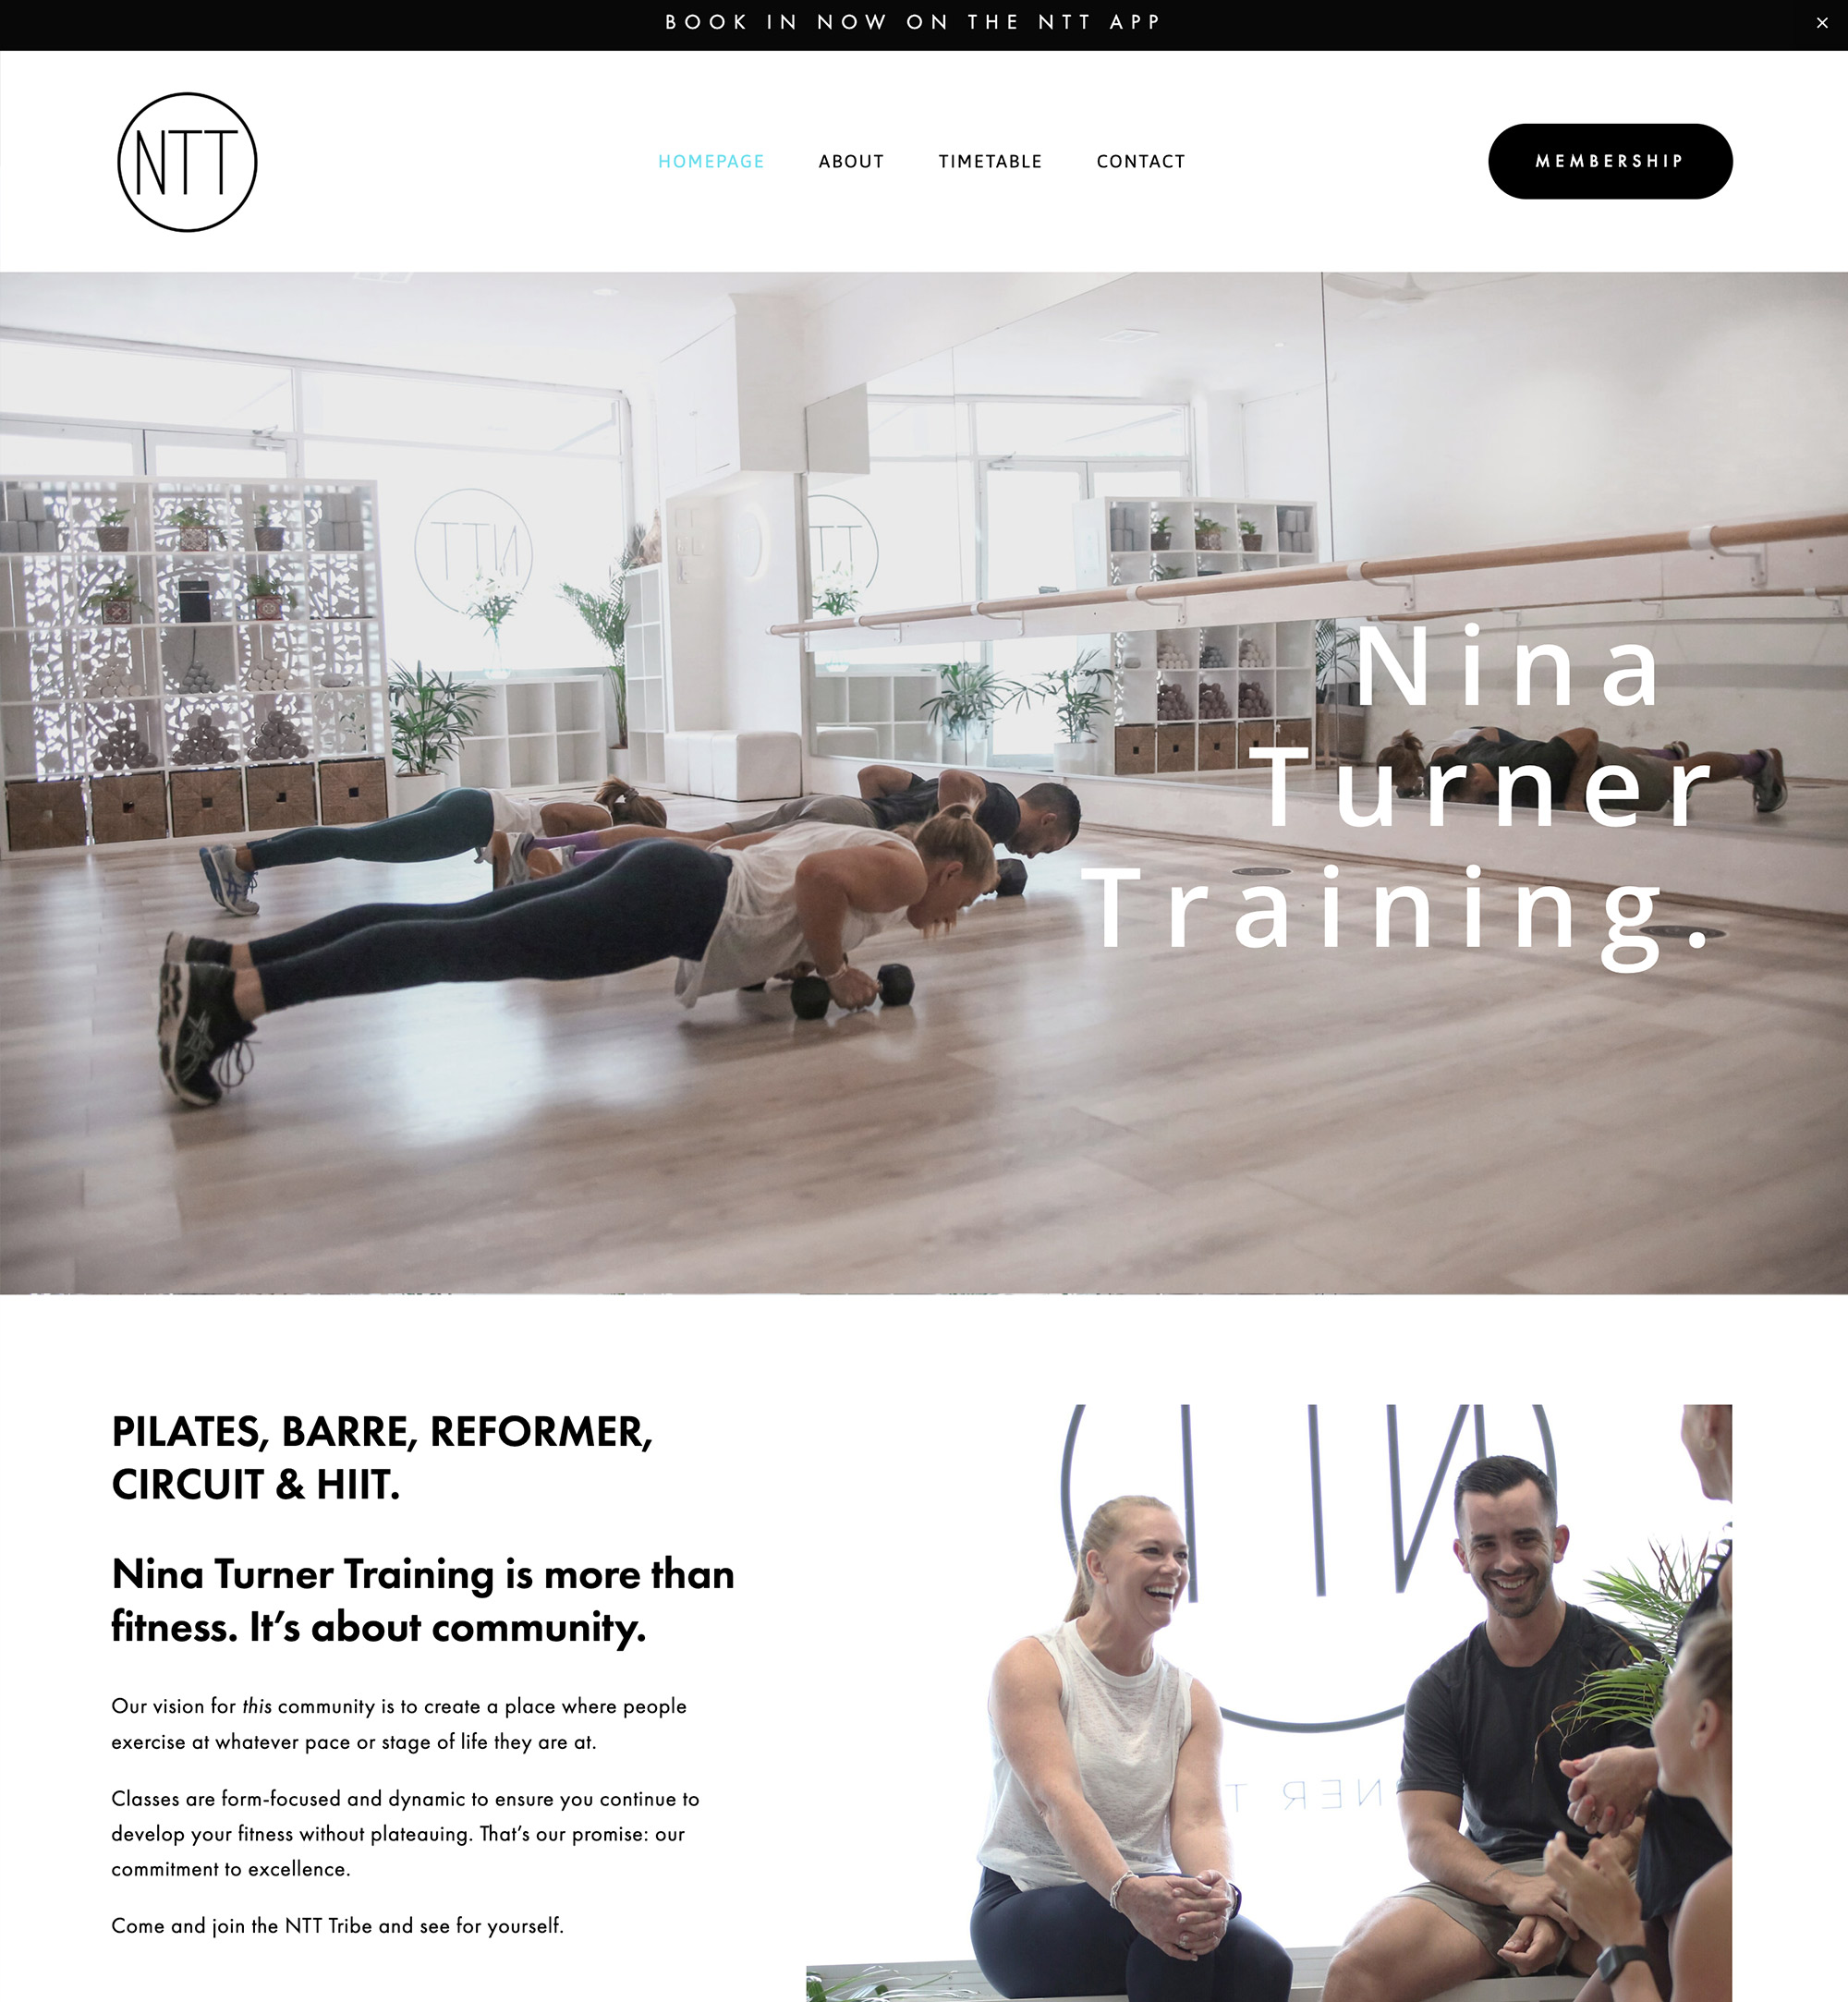 BOOK IN NOW ON THE NTT APP
×
NTT
HOMEPAGE ABOUT TIMETABLE CONTACT
MEMBERSHIP
NTT
NTT
Nina
Turner
Training.
PILATES, BARRE, REFORMER,
CIRCUIT & HIIT.
Nina Turner Training is more than
fitness. It’s about community.
Our vision for this community is to create a place where people
exercise at whatever pace or stage of life they are at.
Classes are form-focused and dynamic to ensure you continue to
develop your fitness without plateauing. That’s our promise: our
commitment to excellence.
Come and join the NTT Tribe and see for yourself.
NTT
NER T